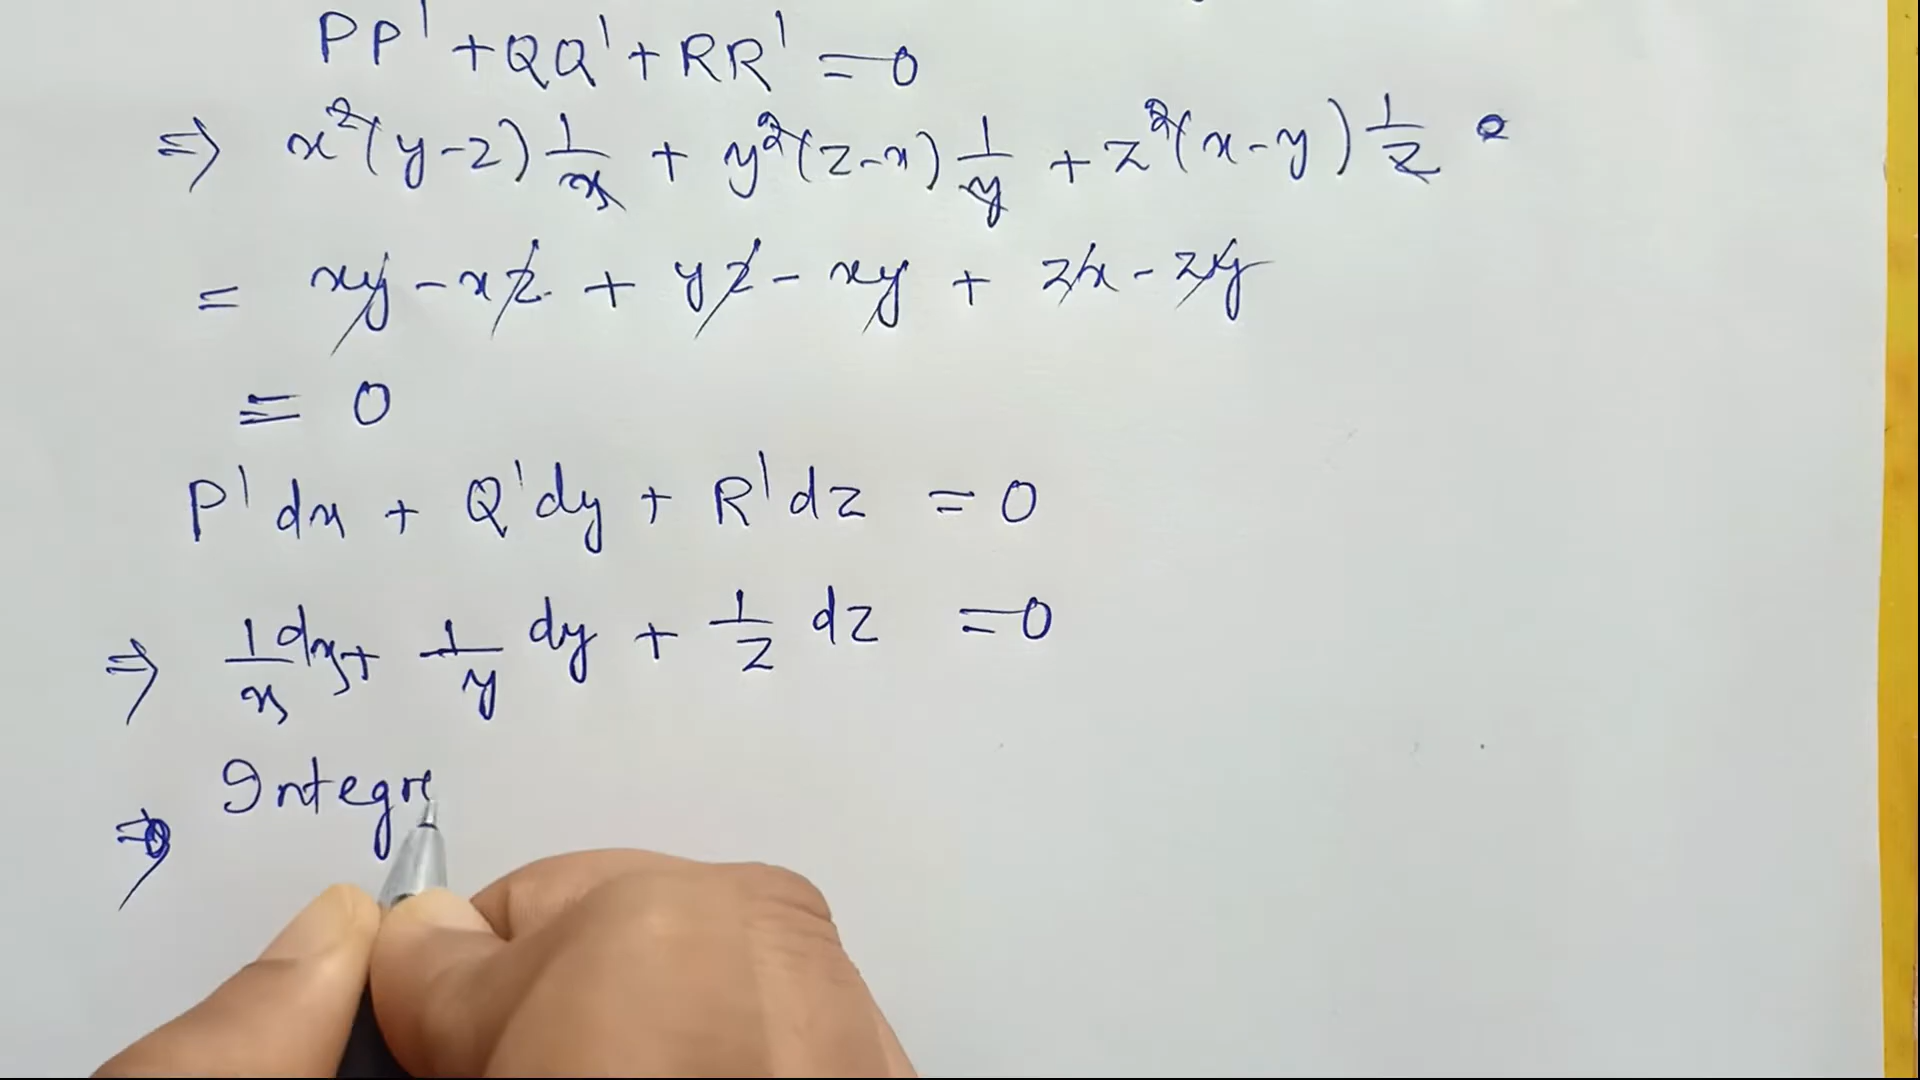 PP' + QQ' + RR' = 0
⇒ x²(y-z) 1/x + y²(z-x) 1/y + z²(x-y) 1/z
= xy - xz + yz - xy + zx - zy
= 0
P'dx + Q'dy + R'dz = 0
⇒ 1/x dx + 1/y dy + 1/z dz = 0
⇒ Integr